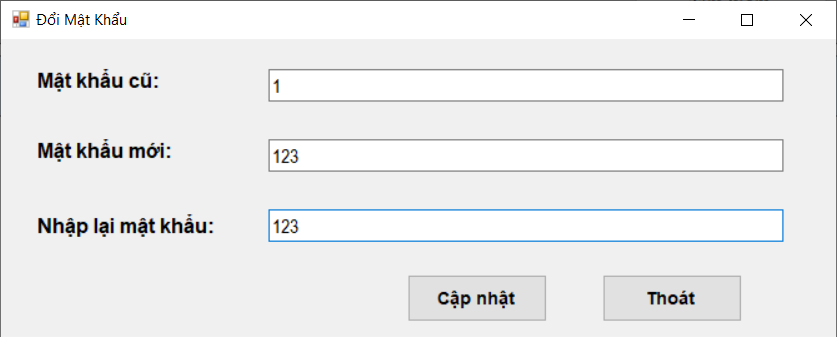 Đổi Mật Khẩu
Mật khẩu cũ: 1
Mật khẩu mới: 123
Nhập lại mật khẩu: 123
Cập nhật Thoát